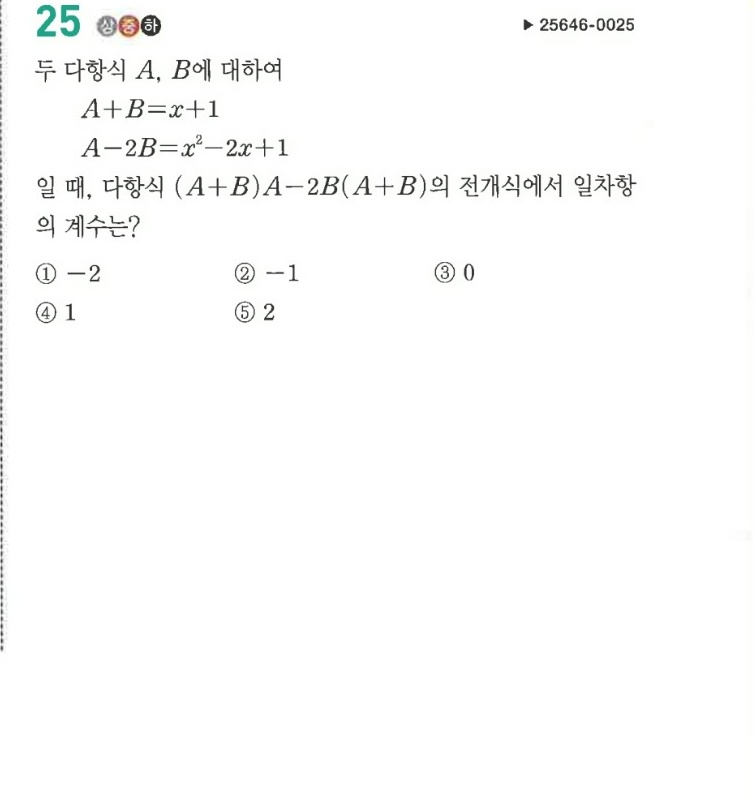 25 상 중 하 ▶ 25646-0025
두 다항식 A, B에 대하여
A+B=x+1
A-2B=x²-2x+1
일 때, 다항식 (A+B)A-2B(A+B)의 전개식에서 일차항
의 계수는?
① -2 ② -1 ③ 0
④ 1 ⑤ 2